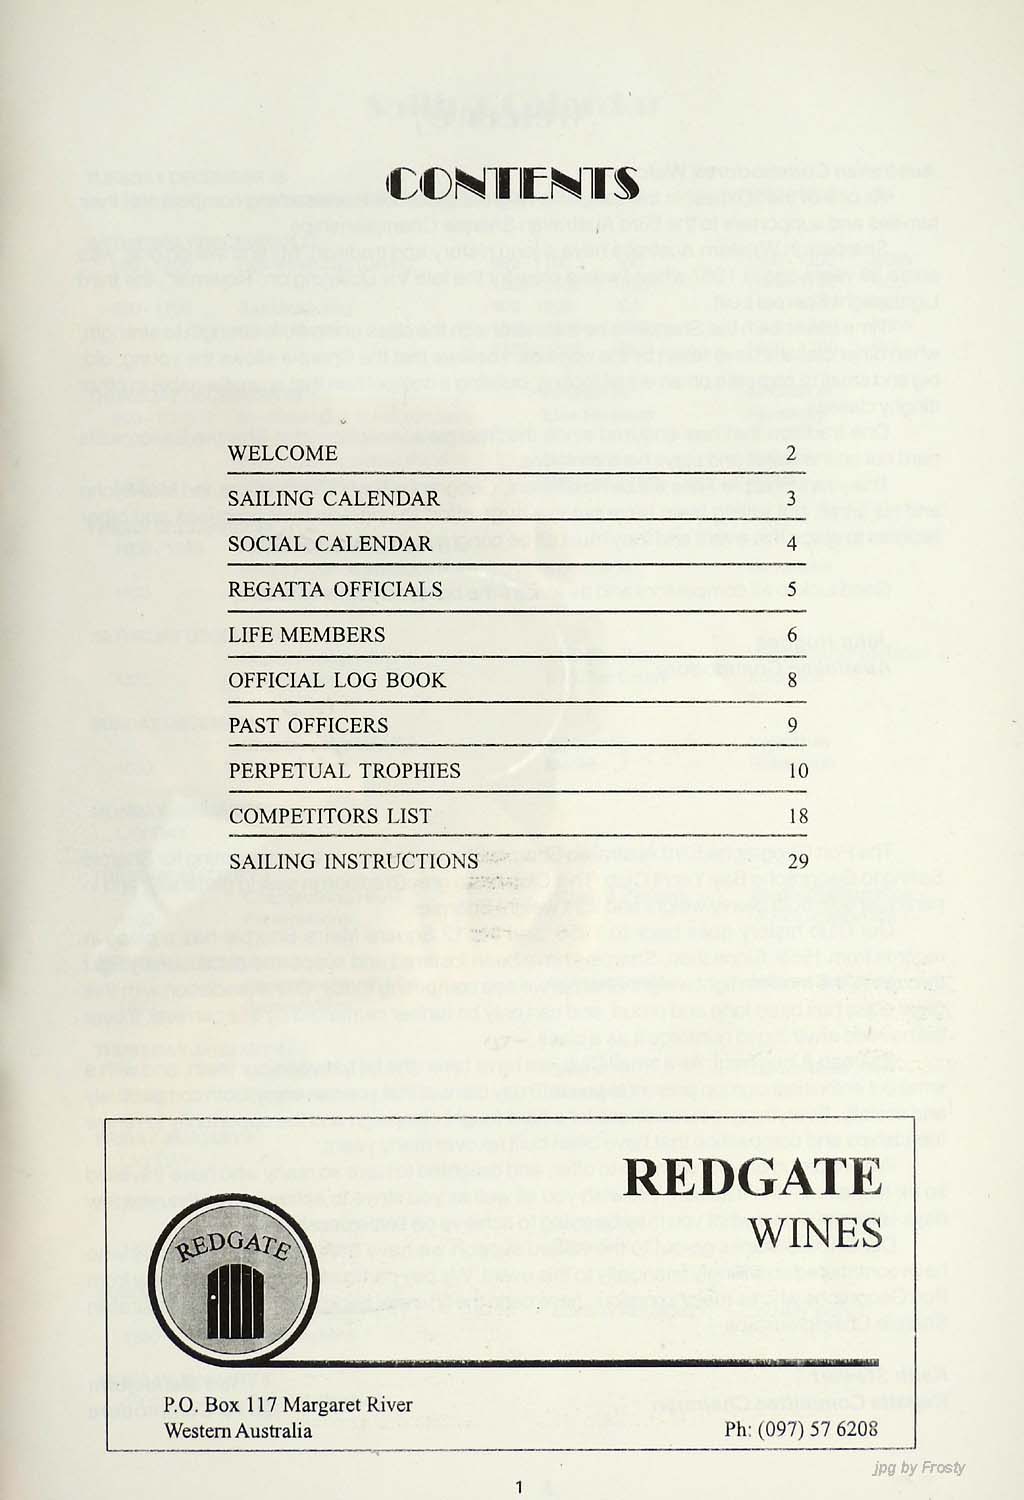 CONTENTS
WELCOME 2
SAILING CALENDAR 3
SOCIAL CALENDAR 4
REGATTA OFFICIALS 5
LIFE MEMBERS 6
OFFICIAL LOG BOOK 8
PAST OFFICERS 9
PERPETUAL TROPHIES 10
COMPETITORS LIST 18
SAILING INSTRUCTIONS 29
REDGATE
WINES
REDGATE
P.O. Box 117 Margaret River
Western Australia
Ph: (097) 57 6208
jpg by Frosty
1